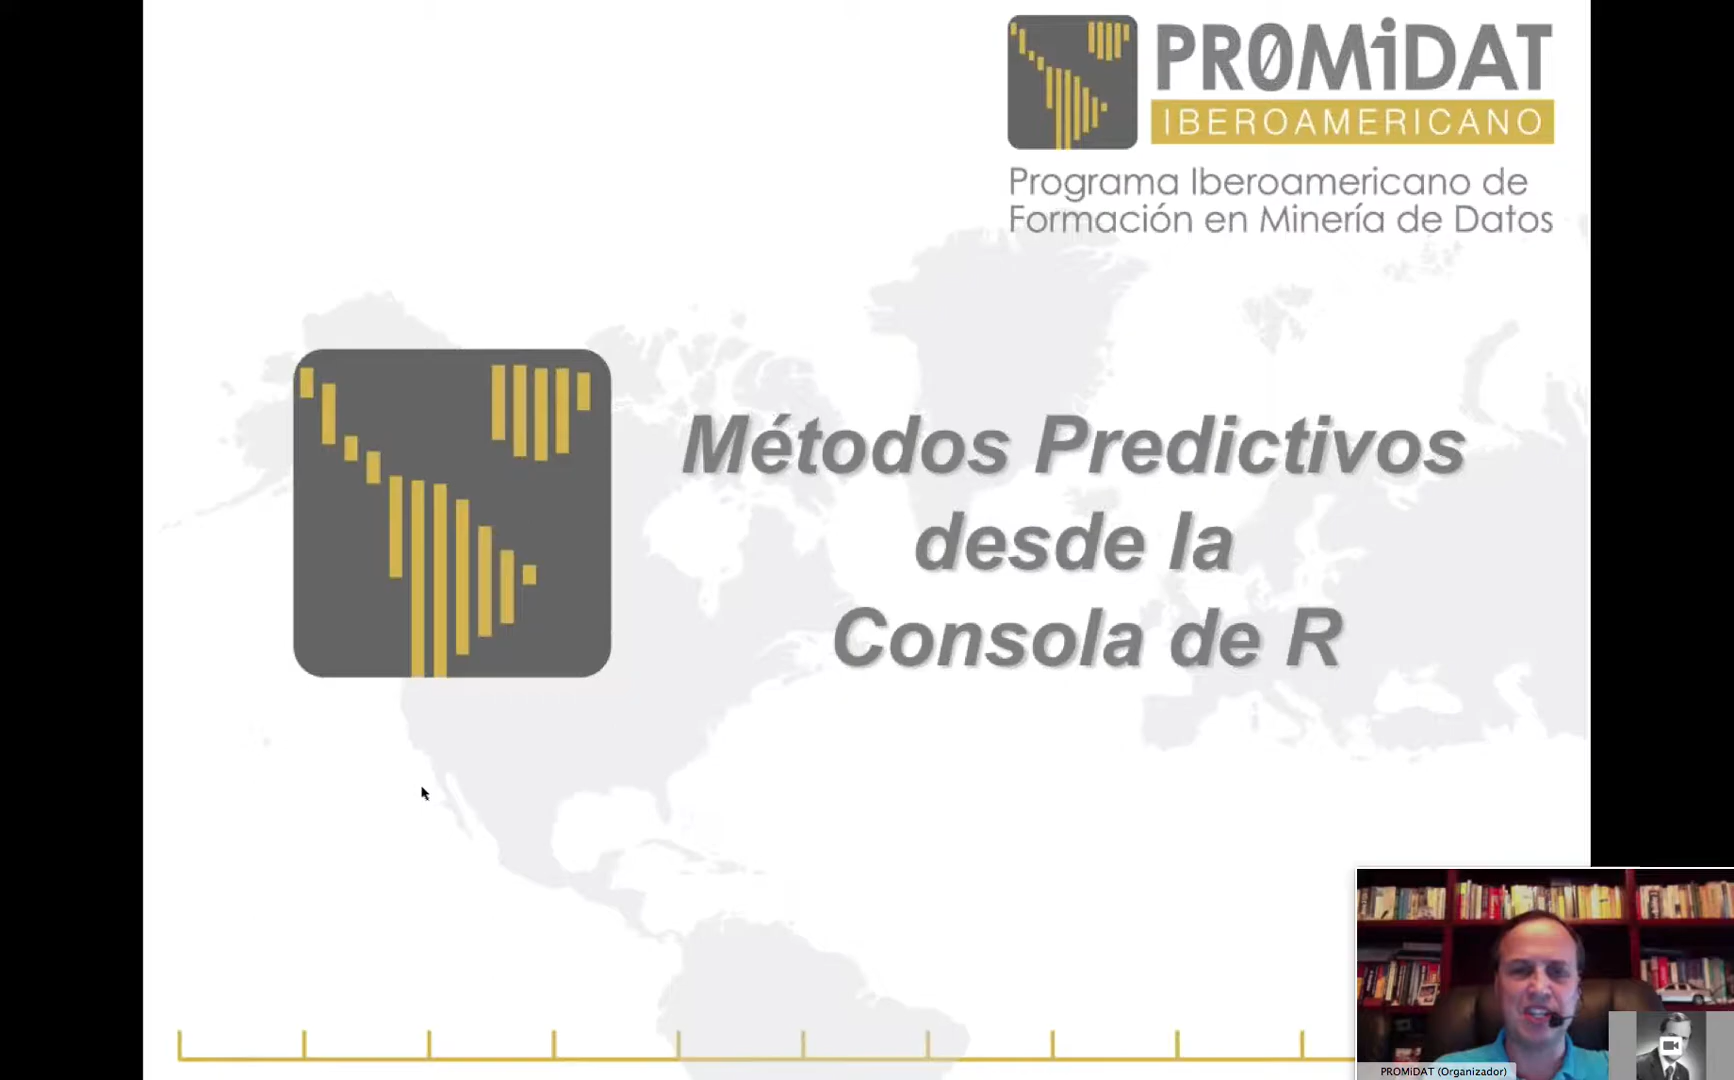 PR0MiDAT
IBEROAMERICANO
Programa Iberoamericano de
Formación en Minería de Datos
Métodos Predictivos
desde la
Consola de R
PROMiDAT (Organizador)